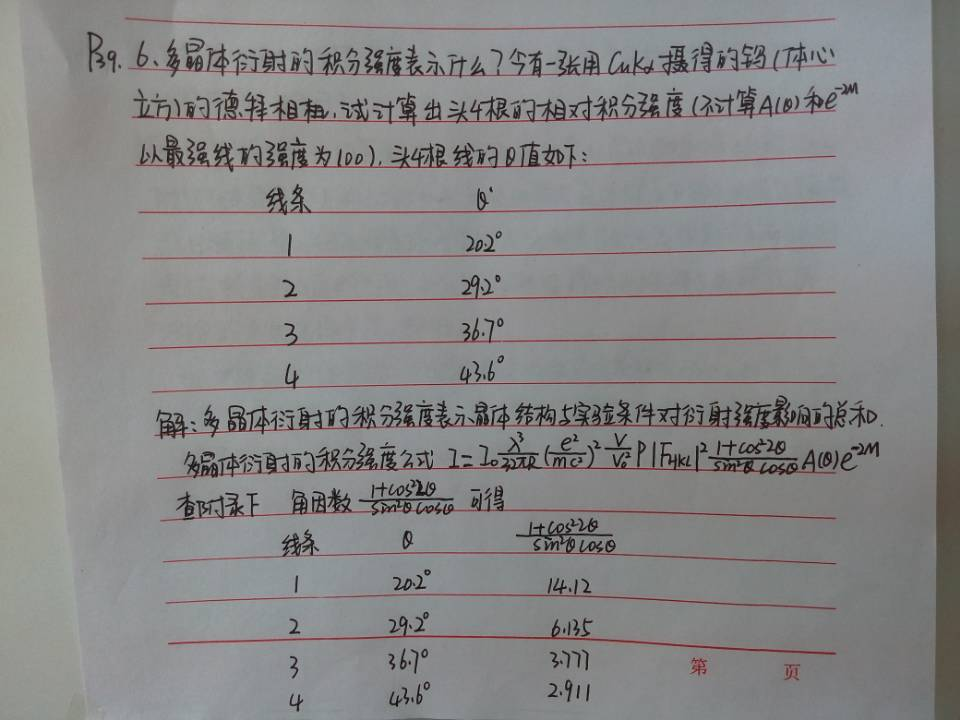 P39. 6、多晶体衍射的积分强度表示什么？今有一张用CuKα摄得的钨(体心
立方)的德拜相相,试计算出头4根的相对积分强度(不计算A(θ)和e^-2M
以最强线的强度为100),头4根线的θ值如下:
线条 θ
1 20.2°
2 29.2°
3 36.7°
4 43.6°
解:多晶体衍射的积分强度表示晶体结构与实验条件对衍射强度影响的总和.
多晶体衍射的积分强度公式 I=I₀ λ³/32πR (e²/mc²)² V/V₀² P|F_HKL|² 1+cos²2θ/sin²θcosθ A(θ)e^-2M
查附录下 角因数 1+cos²2θ/sin²θcosθ 可得
线条 θ 1+cos²2θ/sin²θcosθ
1 20.2° 14.12
2 29.2° 6.135
3 36.7° 3.777
4 43.6° 2.911
第 页